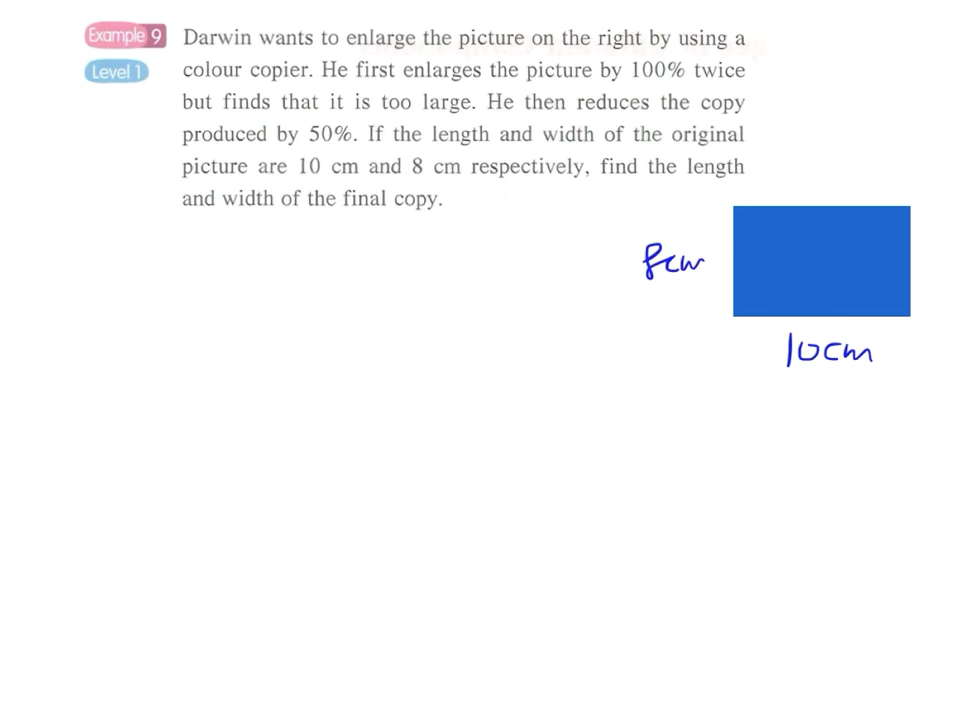 Example 9 Darwin wants to enlarge the picture on the right by using a
Level 1 colour copier. He first enlarges the picture by 100% twice
but finds that it is too large. He then reduces the copy
produced by 50%. If the length and width of the original
picture are 10 cm and 8 cm respectively, find the length
and width of the final copy.
8cm
10cm